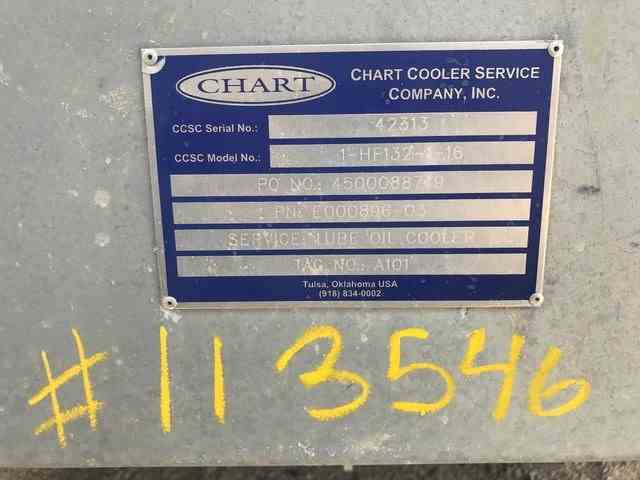 CHART
CHART COOLER SERVICE
COMPANY, INC.
CCSC Serial No.: 42313
CCSC Model No.: 1-HF132-1-16
PO NO.: 4500088719
PN: E000896 03
SERVICE: LUBE OIL COOLER
TAG NO.: A101
Tulsa, Oklahoma USA
(918) 834-0002
#113546